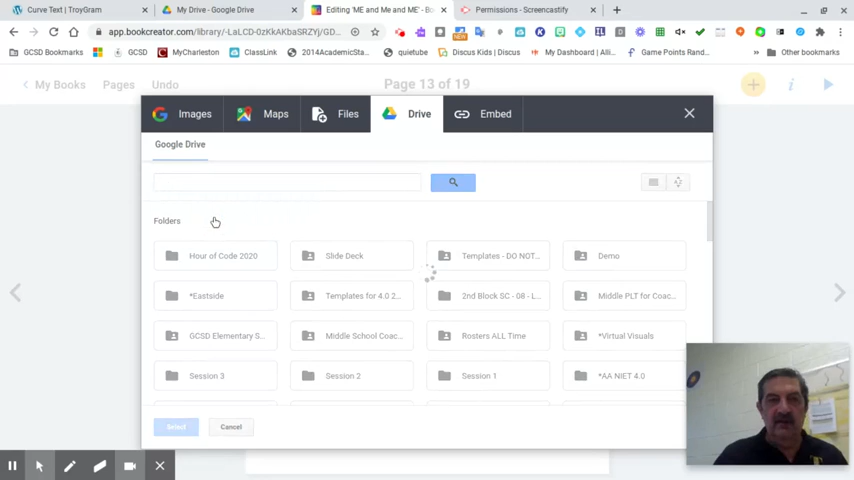 Curve Text | TroyGram
My Drive - Google Drive
Editing 'ME and Me and ME' - Bo
Permissions - Screencastify
app.bookcreator.com/library/-LaLCD-0zKkAKbaSRZYj/GD...
GCSD Bookmarks
GCSD
MyCharleston
ClassLink
2014AcademicStan...
quietube
Discus Kids | Discus
My Dashboard | Alli...
Game Points Rand...
Other bookmarks
My Books
Pages
Undo
Page 13 of 19
Images
Maps
Files
Drive
Embed
Google Drive
Folders
Hour of Code 2020
Slide Deck
Templates - DO NOT...
Demo
*Eastside
Templates for 4.0 2...
2nd Block SC - 08 - L...
Middle PLT for Coac...
GCSD Elementary S...
MIddle School Coac...
Rosters ALL Time
*Virtual Visuals
Session 3
Session 2
Session 1
*AA NIET 4.0
Select
Cancel